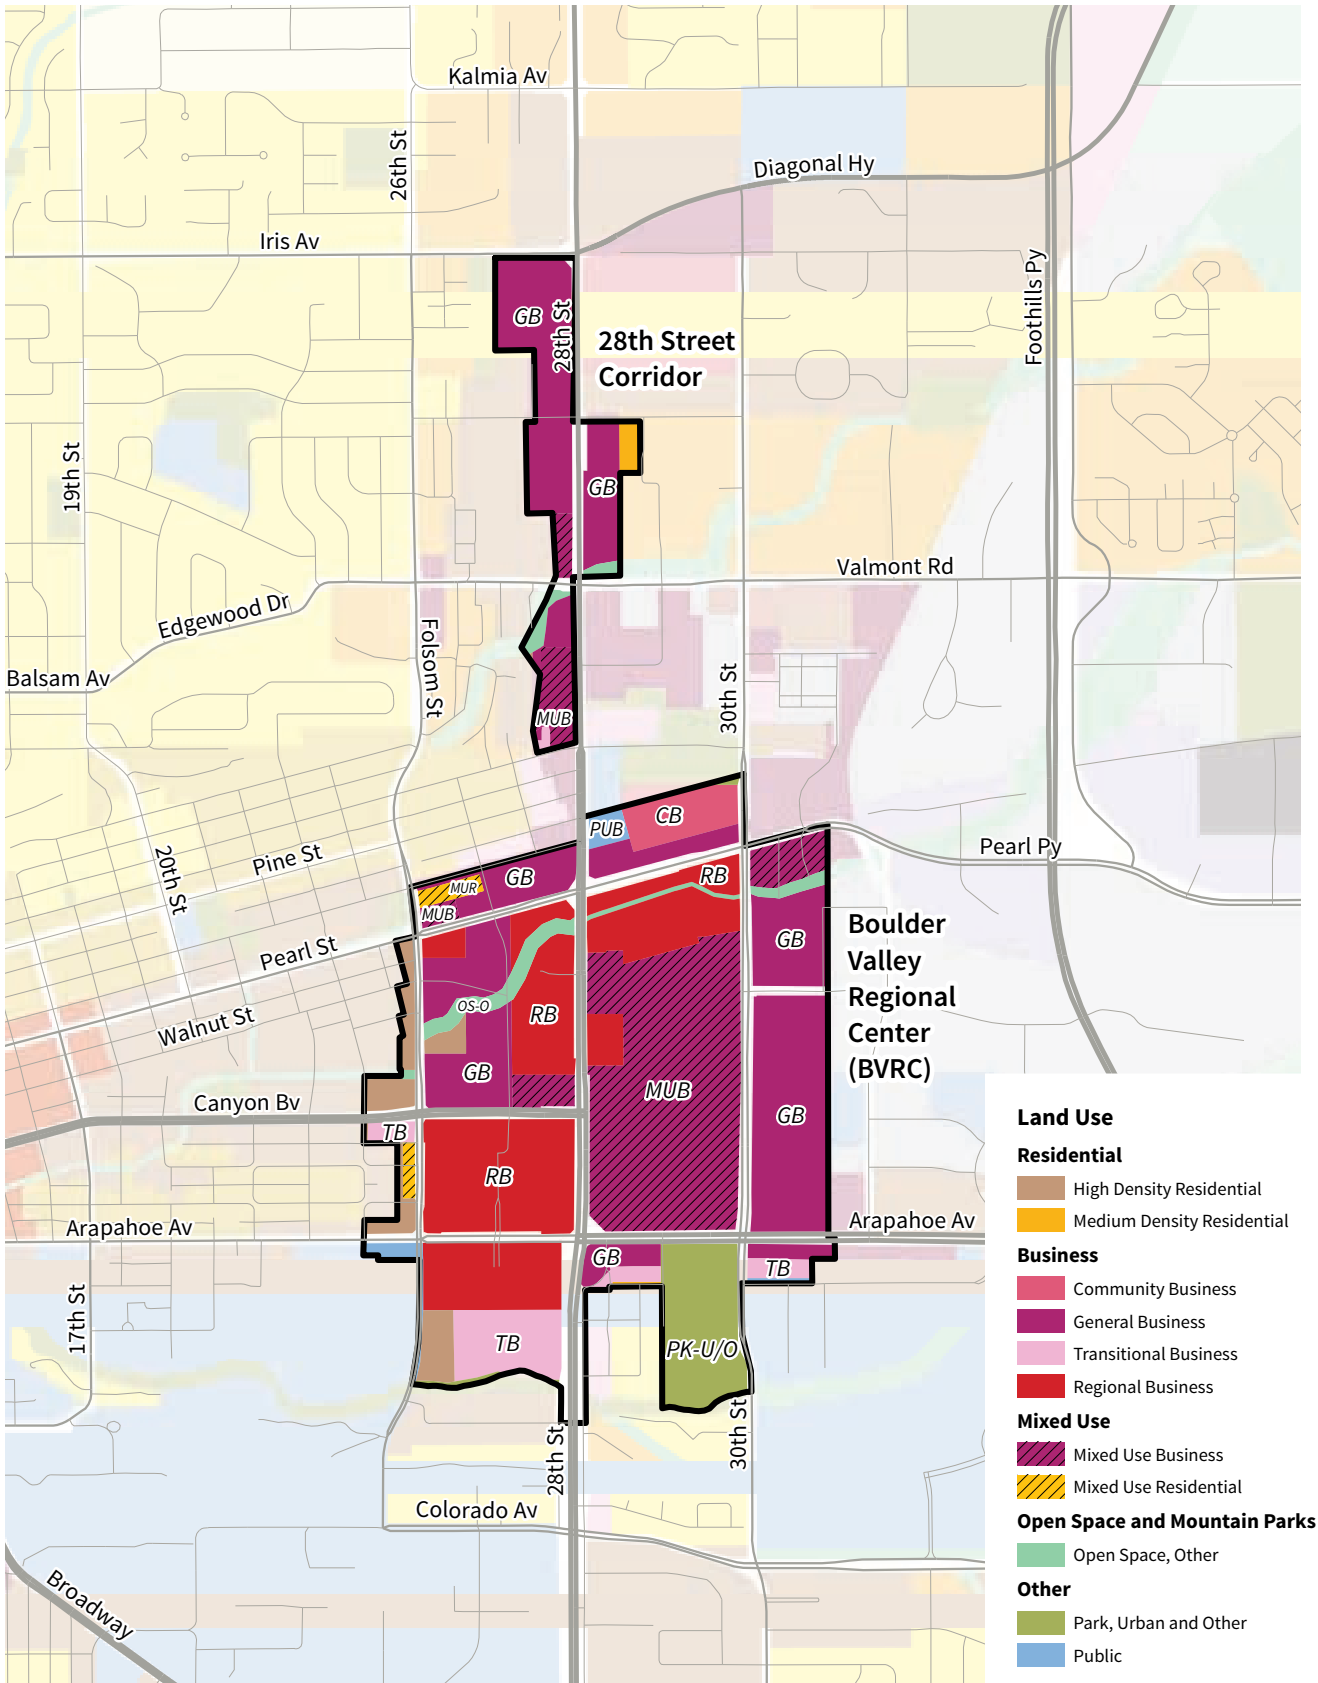 Kalmia Av
26th St
Diagonal Hy
Iris Av
Foothills Py
GB
28th St
28th Street
Corridor
19th St
GB
Valmont Rd
Edgewood Dr
Folsom St
Balsam Av
30th St
MUB
CB
PUB
Pearl Py
Pine St
20th St
GB
RB
MUR
MUB
Boulder
Valley
Regional
Center
(BVRC)
GB
Pearl St
OS-O
RB
Walnut St
GB
MUB
Canyon Bv
GB
TB
RB
Arapahoe Av
Arapahoe Av
GB
TB
17th St
TB
PK-U/O
28th St
30th St
Colorado Av
Broadway
Land Use
Residential
High Density Residential
Medium Density Residential
Business
Community Business
General Business
Transitional Business
Regional Business
Mixed Use
Mixed Use Business
Mixed Use Residential
Open Space and Mountain Parks
Open Space, Other
Other
Park, Urban and Other
Public